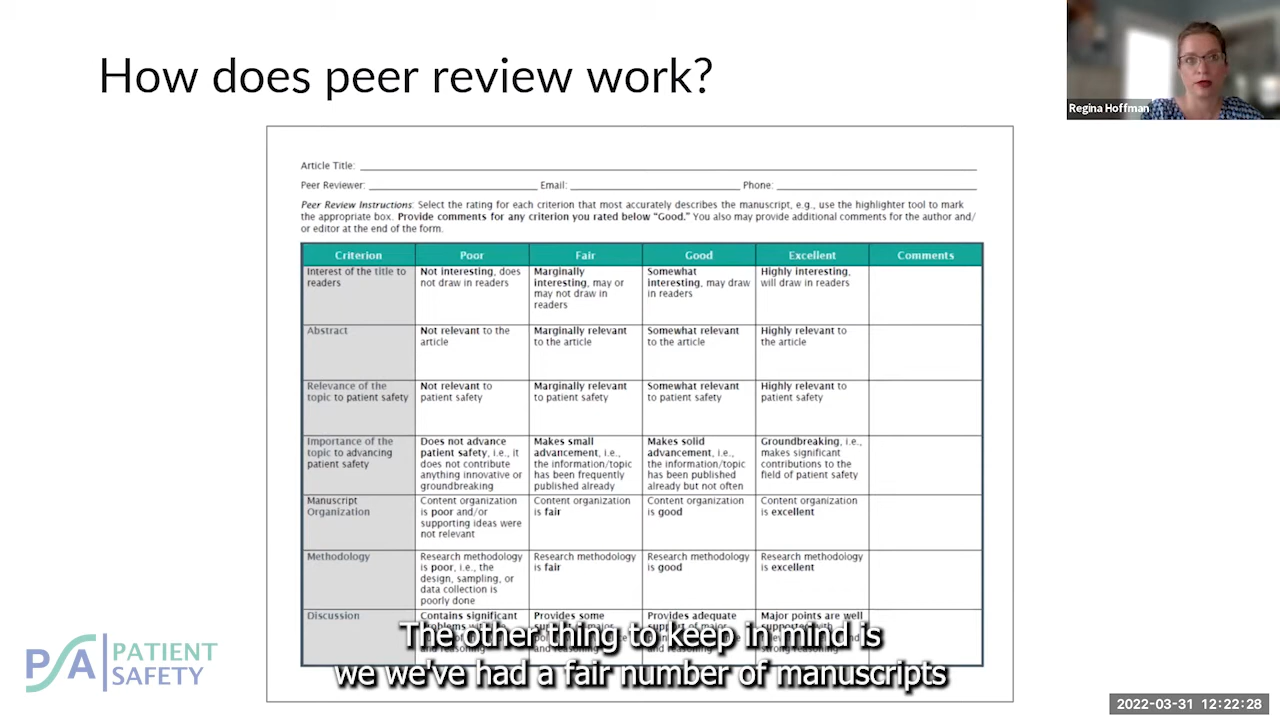 How does peer review work?
Regina Hoffman
Article Title:
Peer Reviewer: Email: Phone:
Peer Review Instructions: Select the rating for each criterion that most accurately describes the manuscript, e.g., use the highlighter tool to mark
the appropriate box. Provide comments for any criterion you rated below “Good.” You also may provide additional comments for the author and/
or editor at the end of the form.
Criterion Poor Fair Good Excellent Comments
Interest of the title to
readers
Not interesting, does
not draw in readers
Marginally
interesting, may or
may not draw in
readers
Somewhat
interesting, may draw
in readers
Highly interesting,
will draw in readers
Abstract
Not relevant to the
article
Marginally relevant
to the article
Somewhat relevant
to the article
Highly relevant to
the article
Relevance of the
topic to patient safety
Not relevant to
patient safety
Marginally relevant
to patient safety
Somewhat relevant
to patient safety
Highly relevant to
patient safety
Importance of the
topic to advancing
patient safety
Does not advance
patient safety, i.e., it
does not contribute
anything innovative or
groundbreaking
Makes small
advancement, i.e.,
the information/topic
has been frequently
published already
Makes solid
advancement, i.e.,
the information/topic
has been published
already but not often
Groundbreaking, i.e.,
makes significant
contributions to the
field of patient safety
Manuscript
Organization
Content organization
is poor and/or
supporting ideas were
not relevant
Content organization
is fair
Content organization
is good
Content organization
is excellent
Methodology
Research methodology
is poor, i.e., the
design, sampling, or
data collection is
poorly done
Research methodology
is fair
Research methodology
is good
Research methodology
is excellent
Discussion
Contains significant
problems
and reasoning
Provides some
and reasoning
Provides adequate
and reasoning
Major points are well
strong reasoning
The other thing to keep in mind is
we we've had a fair number of manuscripts
PSA PATIENT
SAFETY
2022-03-31 12:22:28